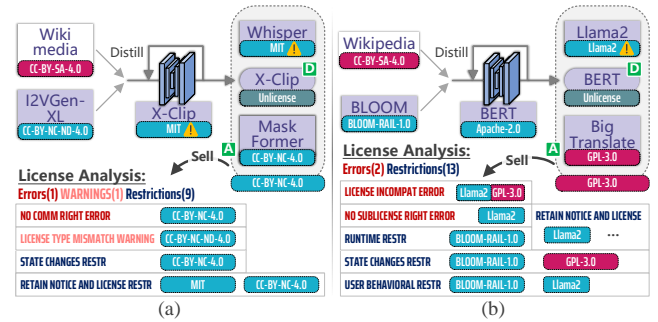 Wiki
media
CC-BY-SA-4.0
I2VGen-
XL
CC-BY-NC-ND-4.0
Distill
X-Clip
MIT
Whisper
MIT
D
X-Clip
Unlicense
Mask
Former
CC-BY-NC-4.0
A
CC-BY-NC-4.0
Sell
License Analysis:
Errors(1) WARNINGS(1) Restrictions(9)
NO COMM RIGHT ERROR CC-BY-NC-4.0
LICENSE TYPE MISMATCH WARNING CC-BY-NC-ND-4.0
STATE CHANGES RESTR CC-BY-NC-4.0
RETAIN NOTICE AND LICENSE RESTR MIT CC-BY-NC-4.0
(a)
Wikipedia
CC-BY-SA-4.0
BLOOM
BLOOM-RAIL-1.0
Distill
BERT
Apache-2.0
Llama2
Llama2
D
BERT
Unlicense
Big
Translate
GPL-3.0
A
GPL-3.0
Sell
License Analysis:
Errors(2) Restrictions(13)
LICENSE INCOMPAT ERROR Llama2 GPL-3.0
NO SUBLICENSE RIGHT ERROR Llama2
RETAIN NOTICE AND LICENSE
Llama2 ...
RUNTIME RESTR BLOOM-RAIL-1.0
STATE CHANGES RESTR BLOOM-RAIL-1.0 GPL-3.0
USER BEHAVIORAL RESTR BLOOM-RAIL-1.0 Llama2
(b)